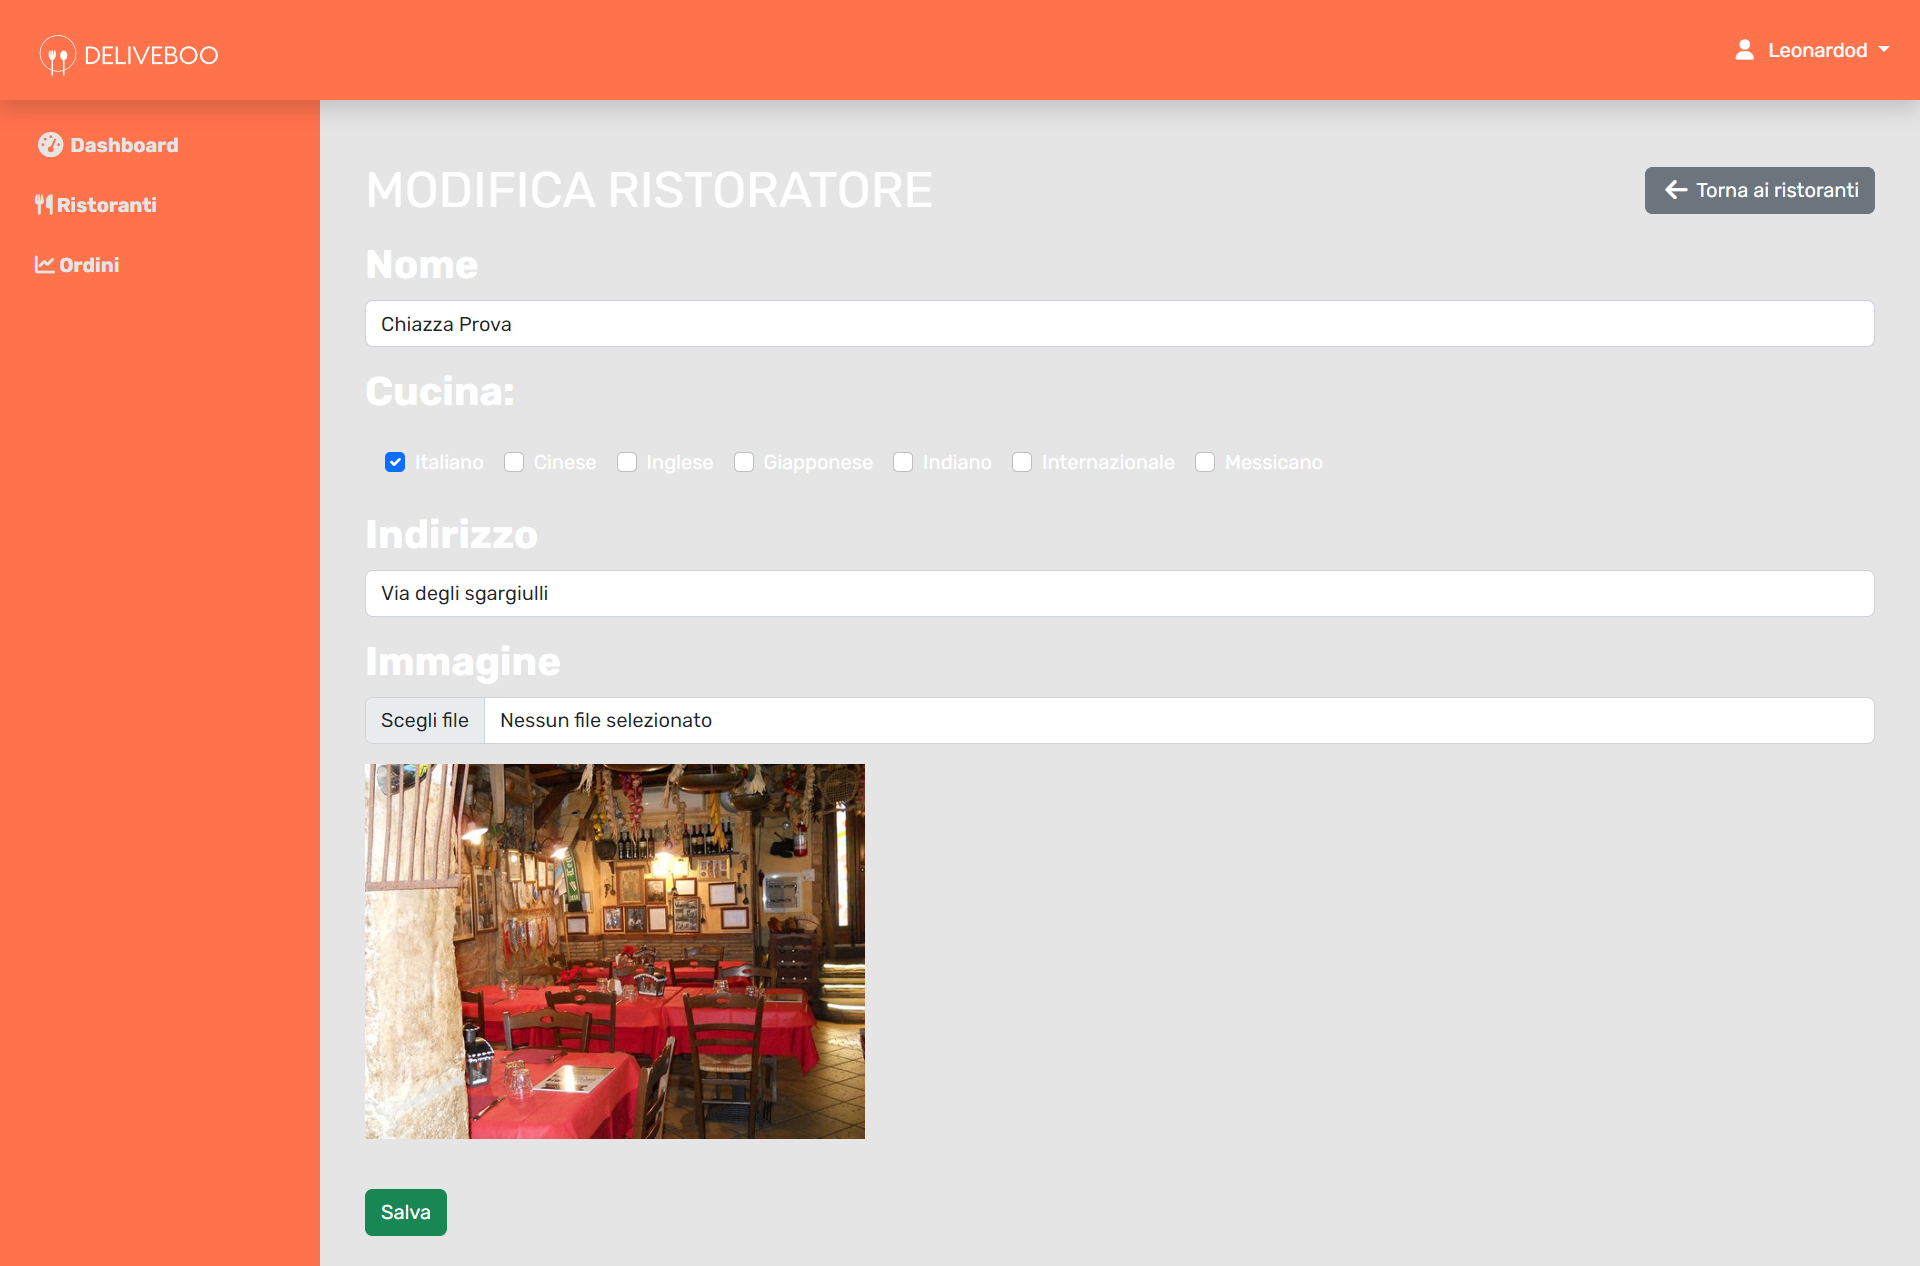 DELIVEBOO
Leonardod
Dashboard
Ristoranti
Ordini
MODIFICA RISTORATORE
Torna ai ristoranti
Nome
Chiazza Prova
Cucina:
Italiano Cinese Inglese Giapponese Indiano Internazionale Messicano
Indirizzo
Via degli sgargiulli
Immagine
Scegli file Nessun file selezionato
Salva